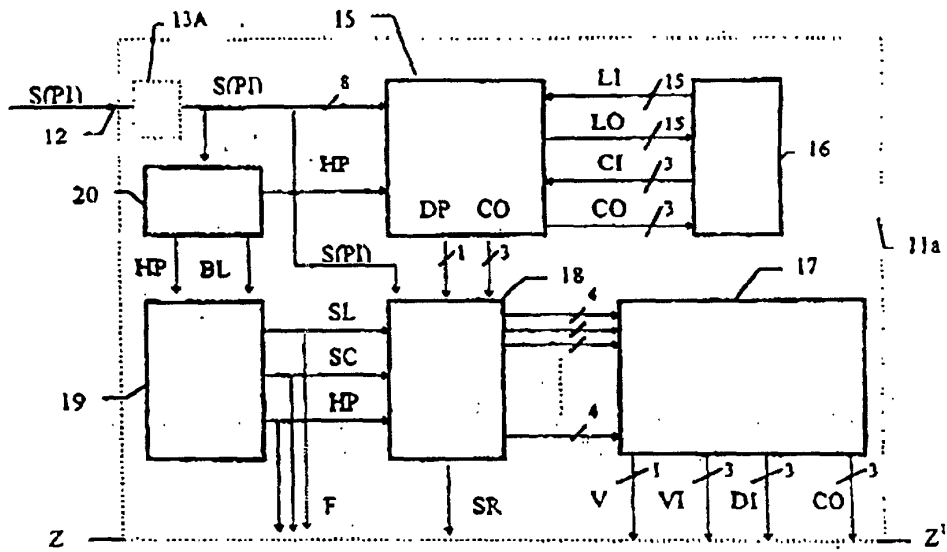 13A
15
S(PI)
S(PI)
8
LI
15
12
LO
15
16
HP
CI
3
20
DP
CO
CO
3
11a
HP
BL
S(PI)
1
3
18
17
SL
4
SC
19
HP
4
F
SR
V
1
VI
3
DI
3
CO
3
Z
Z'